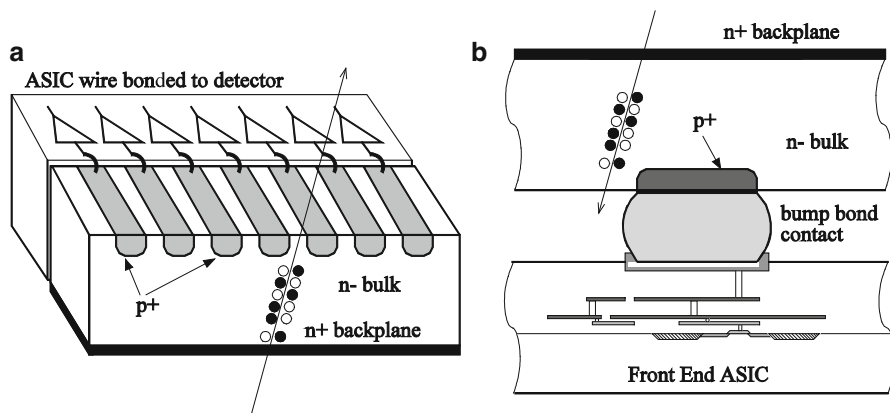 a
ASIC wire bonded to detector
p+
n- bulk
n+ backplane
b
n+ backplane
p+
n- bulk
bump bond
contact
Front End ASIC